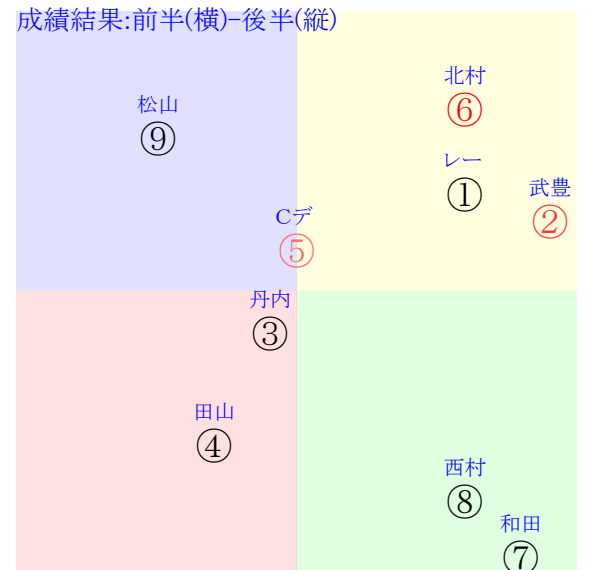 成績結果:前半(横)-後半(縦)
北村
⑥
松山
⑨
レー
①
武豊
②
Cデ
⑤
丹内
③
田山
④
西村
⑧
和田
⑦